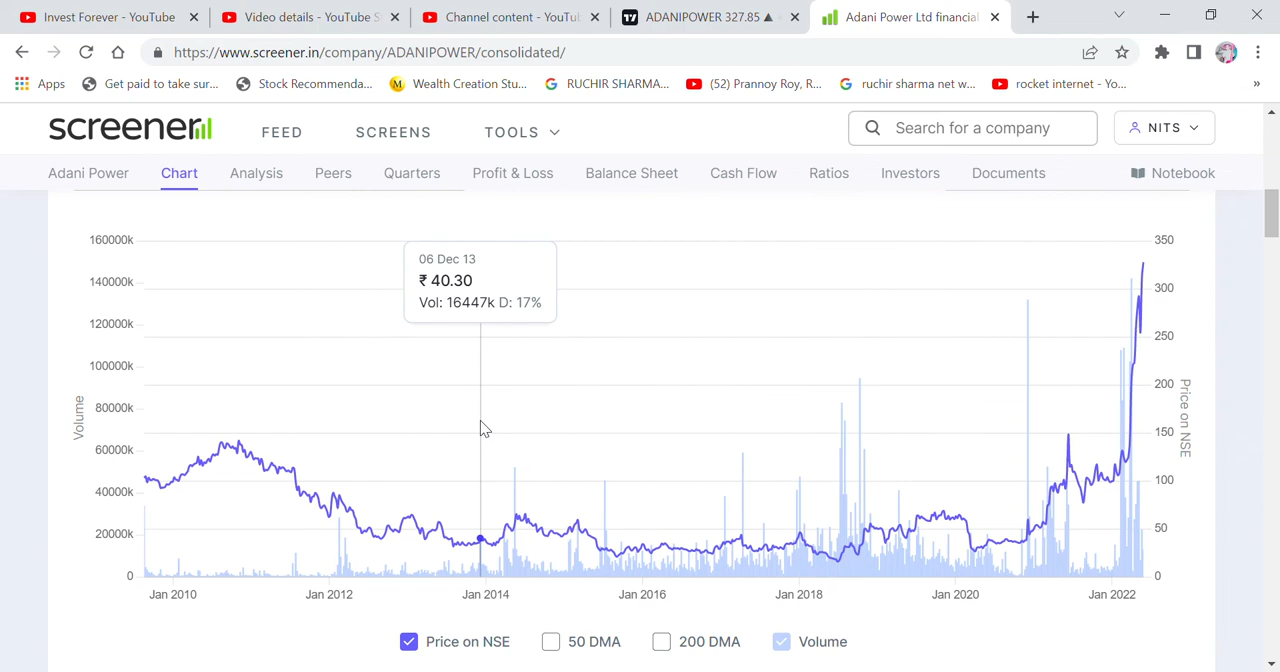 Invest Forever - YouTube
Video details - YouTube S
Channel content - YouTu
ADANIPOWER 327.85 ▲
Adani Power Ltd financial
https://www.screener.in/company/ADANIPOWER/consolidated/
Apps
Get paid to take sur...
Stock Recommenda...
Wealth Creation Stu...
RUCHIR SHARMA...
(52) Prannoy Roy, R...
ruchir sharma net w...
rocket internet - Yo...
»
screener
FEED
SCREENS
TOOLS
Search for a company
NITS
Adani Power
Chart
Analysis
Peers
Quarters
Profit & Loss
Balance Sheet
Cash Flow
Ratios
Investors
Documents
Notebook
160000k
140000k
120000k
100000k
80000k
60000k
40000k
20000k
0
Volume
06 Dec 13
₹ 40.30
Vol: 16447k D: 17%
350
300
250
200
150
100
50
0
Price on NSE
Jan 2010
Jan 2012
Jan 2014
Jan 2016
Jan 2018
Jan 2020
Jan 2022
Price on NSE
50 DMA
200 DMA
Volume